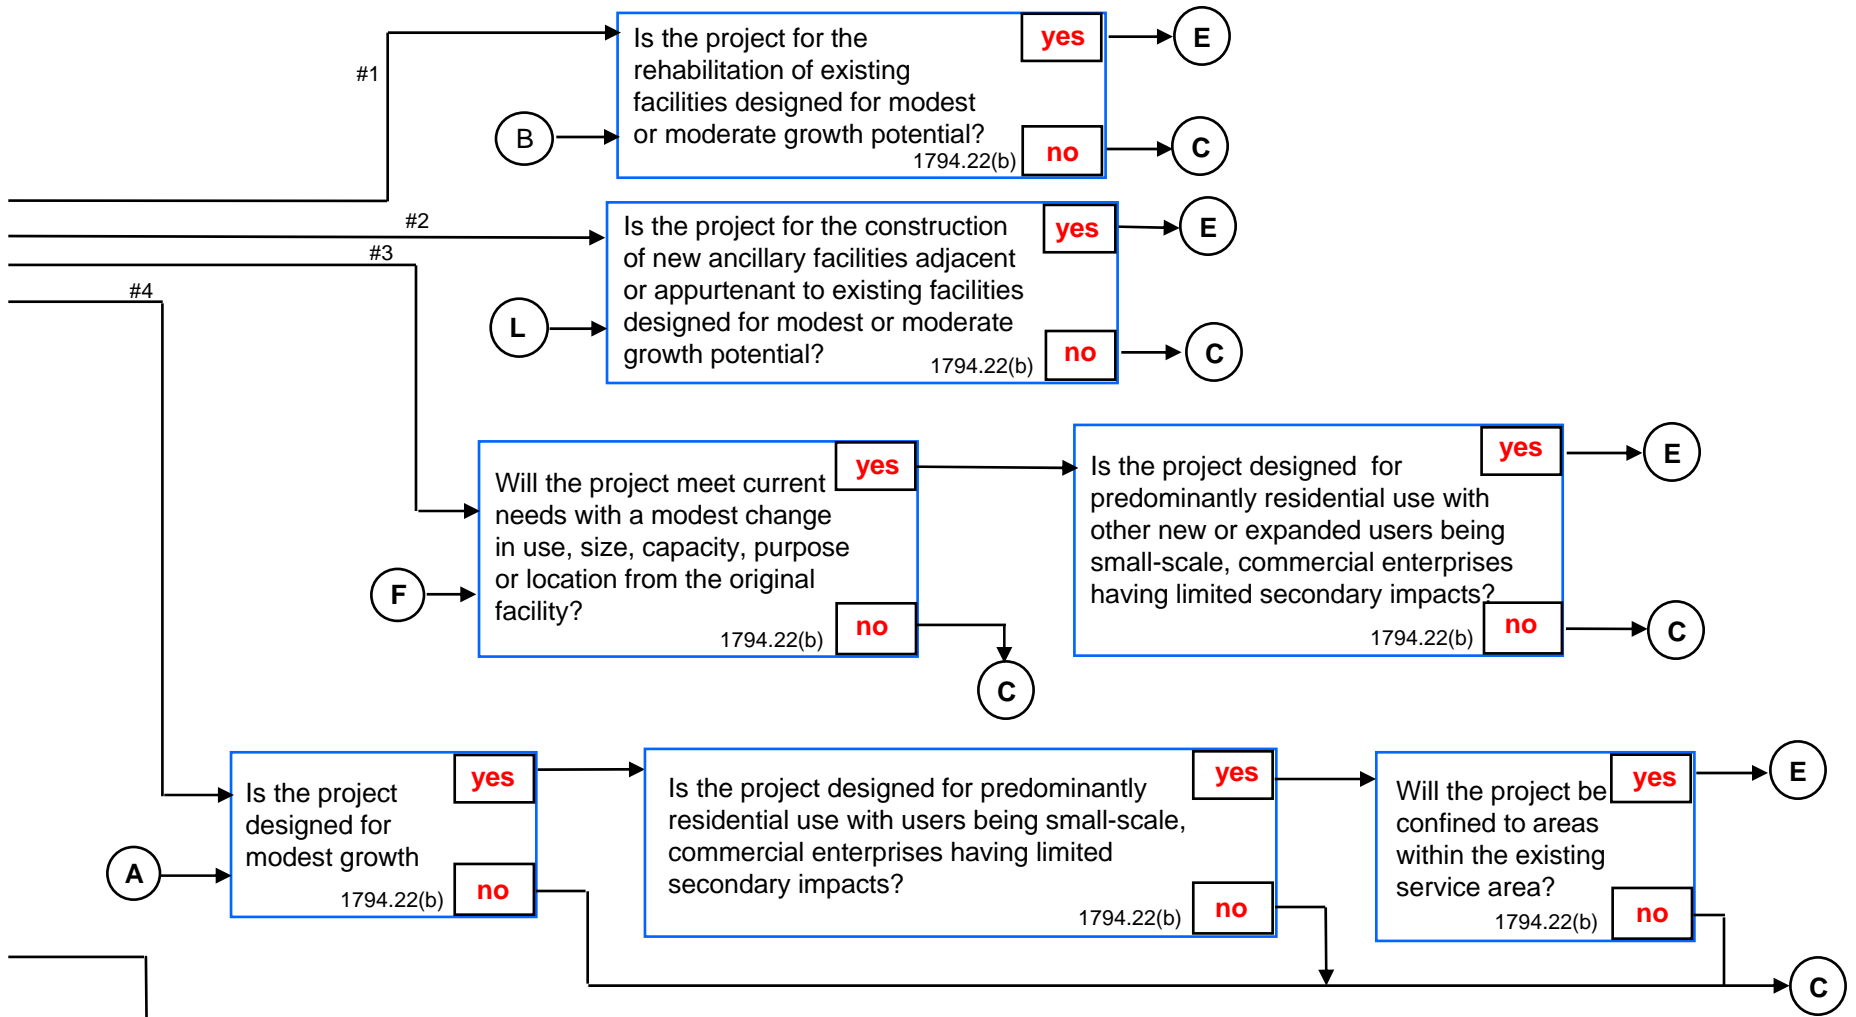 #1
Is the project for the
rehabilitation of existing
facilities designed for modest
or moderate growth potential?
1794.22(b)
yes
E
no
C
B
#2
Is the project for the construction
of new ancillary facilities adjacent
or appurtenant to existing facilities
designed for modest or moderate
growth potential?
1794.22(b)
yes
E
no
C
L
#3
Will the project meet current
needs with a modest change
in use, size, capacity, purpose
or location from the original
facility?
1794.22(b)
yes
no
C
F
Is the project designed for
predominantly residential use with
other new or expanded users being
small-scale, commercial enterprises
having limited secondary impacts?
1794.22(b)
yes
E
no
C
#4
Is the project
designed for
modest growth
1794.22(b)
yes
no
A
Is the project designed for predominantly
residential use with users being small-scale,
commercial enterprises having limited
secondary impacts?
1794.22(b)
yes
no
Will the project be
confined to areas
within the existing
service area?
1794.22(b)
yes
E
no
C